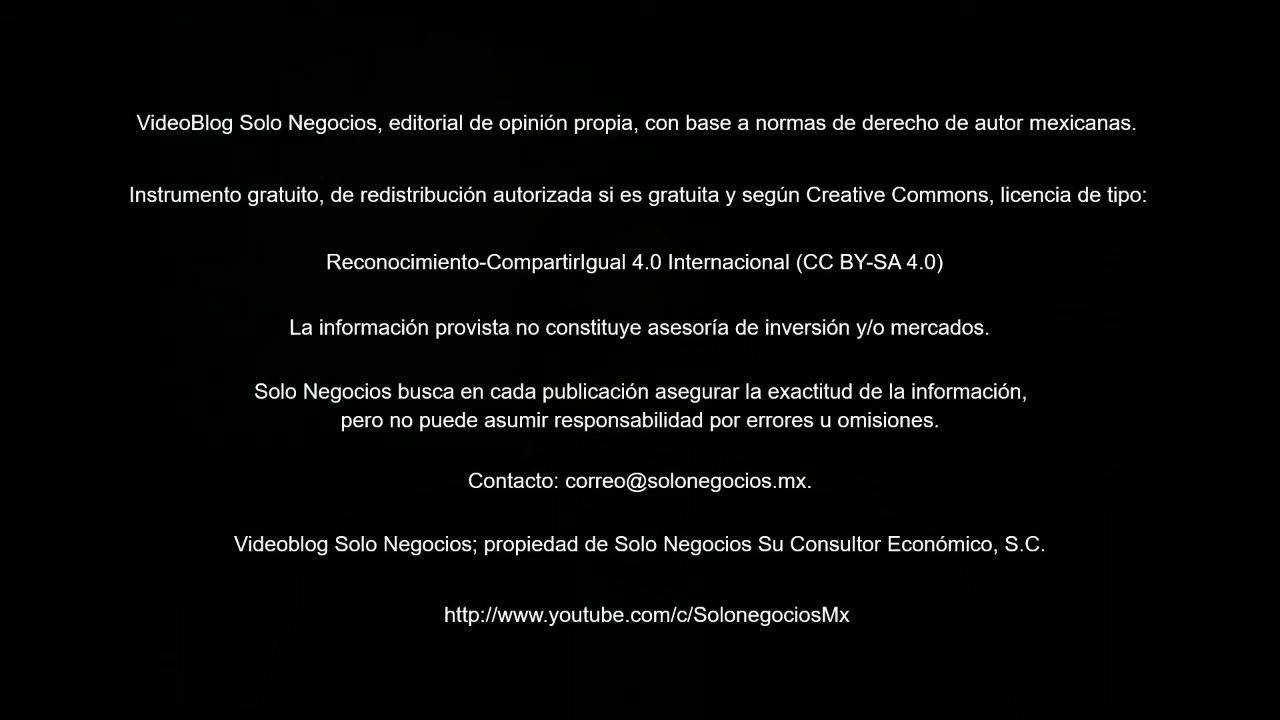 VideoBlog Solo Negocios, editorial de opinión propia, con base a normas de derecho de autor mexicanas.
Instrumento gratuito, de redistribución autorizada si es gratuita y según Creative Commons, licencia de tipo:
Reconocimiento-CompartirIgual 4.0 Internacional (CC BY-SA 4.0)
La información provista no constituye asesoría de inversión y/o mercados.
Solo Negocios busca en cada publicación asegurar la exactitud de la información,
pero no puede asumir responsabilidad por errores u omisiones.
Contacto: correo@solonegocios.mx.
Videoblog Solo Negocios; propiedad de Solo Negocios Su Consultor Económico, S.C.
http://www.youtube.com/c/SolonegociosMx